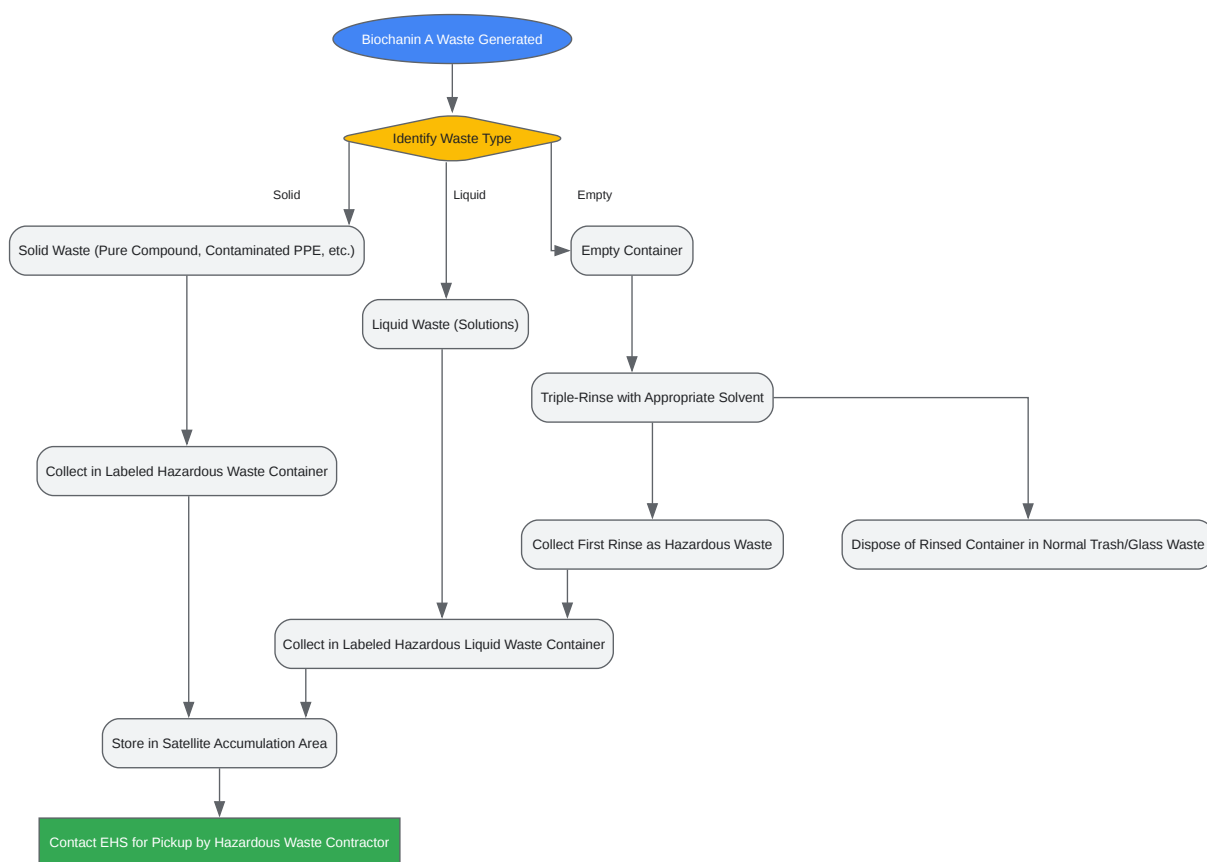 Biochanin A Waste Generated
Identify Waste Type
Solid
Liquid
Empty
Solid Waste (Pure Compound, Contaminated PPE, etc.)
Empty Container
Liquid Waste (Solutions)
Triple-Rinse with Appropriate Solvent
Collect in Labeled Hazardous Waste Container
Collect First Rinse as Hazardous Waste
Dispose of Rinsed Container in Normal Trash/Glass Waste
Collect in Labeled Hazardous Liquid Waste Container
Store in Satellite Accumulation Area
Contact EHS for Pickup by Hazardous Waste Contractor